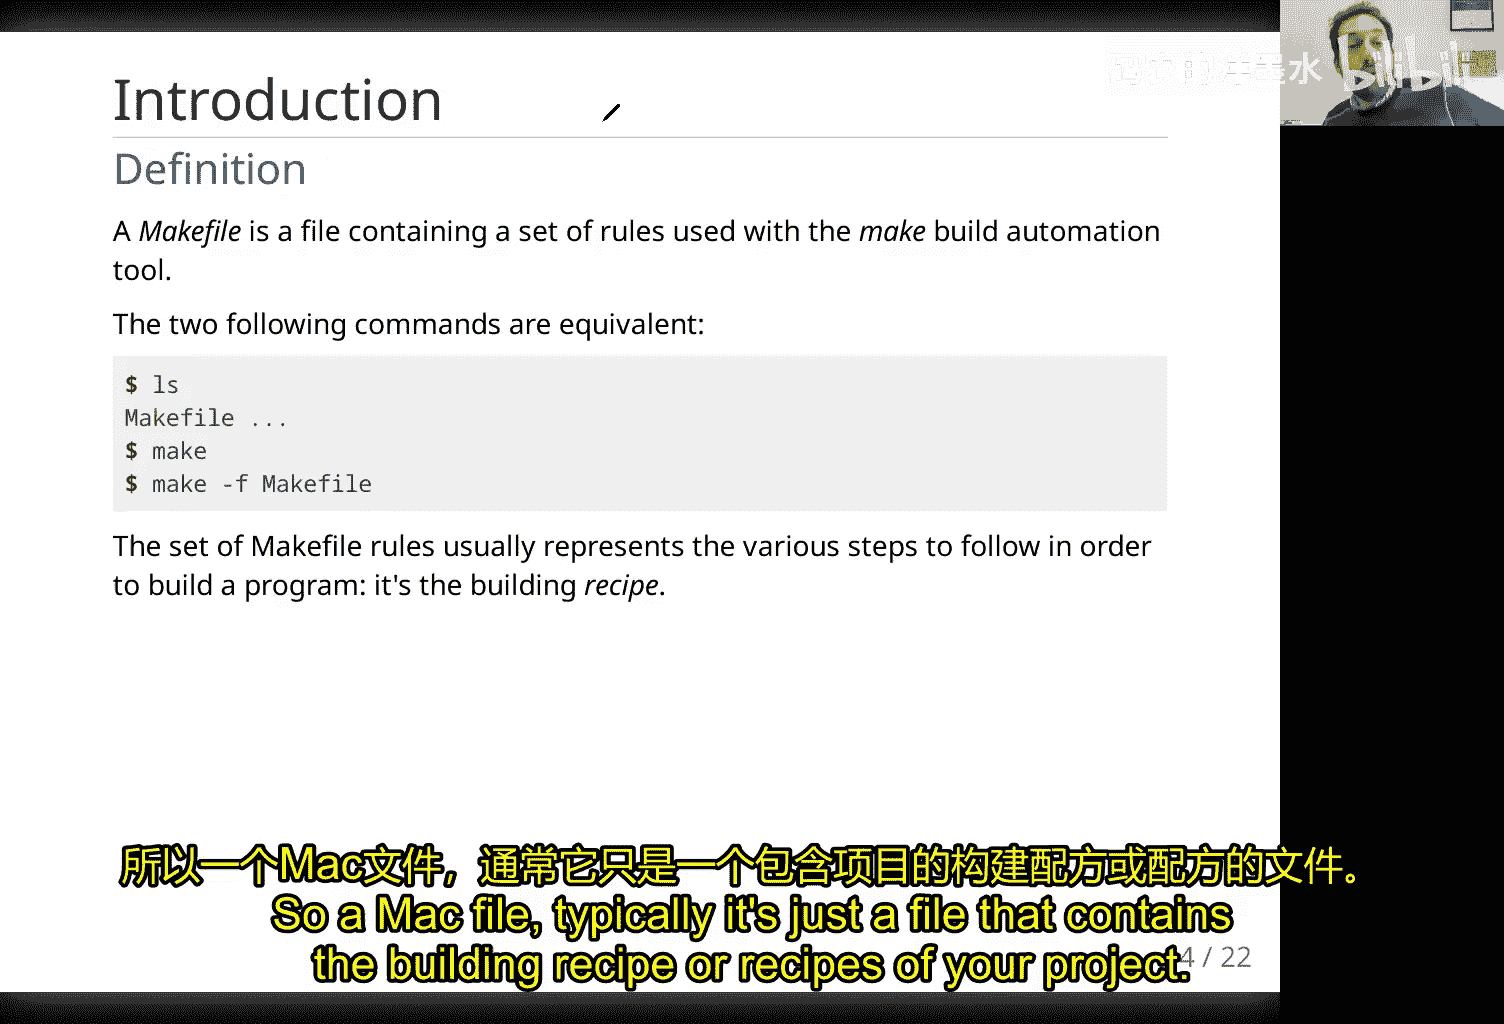 Introduction
Definition
A Makefile is a file containing a set of rules used with the make build automation
tool.
The two following commands are equivalent:
$ ls
Makefile ...
$ make
$ make -f Makefile
The set of Makefile rules usually represents the various steps to follow in order
to build a program: it's the building recipe.
所以一个Mac文件，通常它只是一个包含项目的构建配方或配方的文件。
So a Mac file, typically it's just a file that contains
the building recipe or recipes of your project.
4 / 22
bilibili